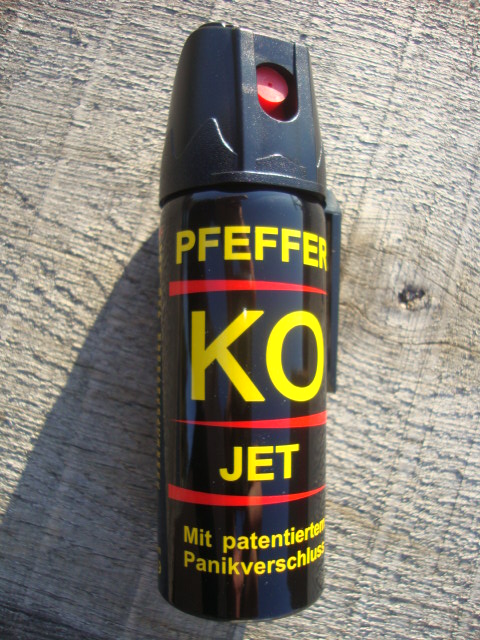 PFEFFER
KO
JET
Mit patentiertem
Panikverschluss